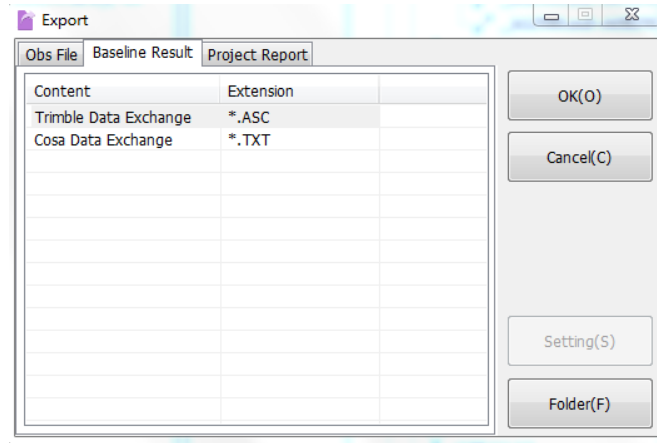 Export
Obs File Baseline Result Project Report
Content Extension
Trimble Data Exchange *.ASC
Cosa Data Exchange *.TXT
OK(O)
Cancel(C)
Setting(S)
Folder(F)